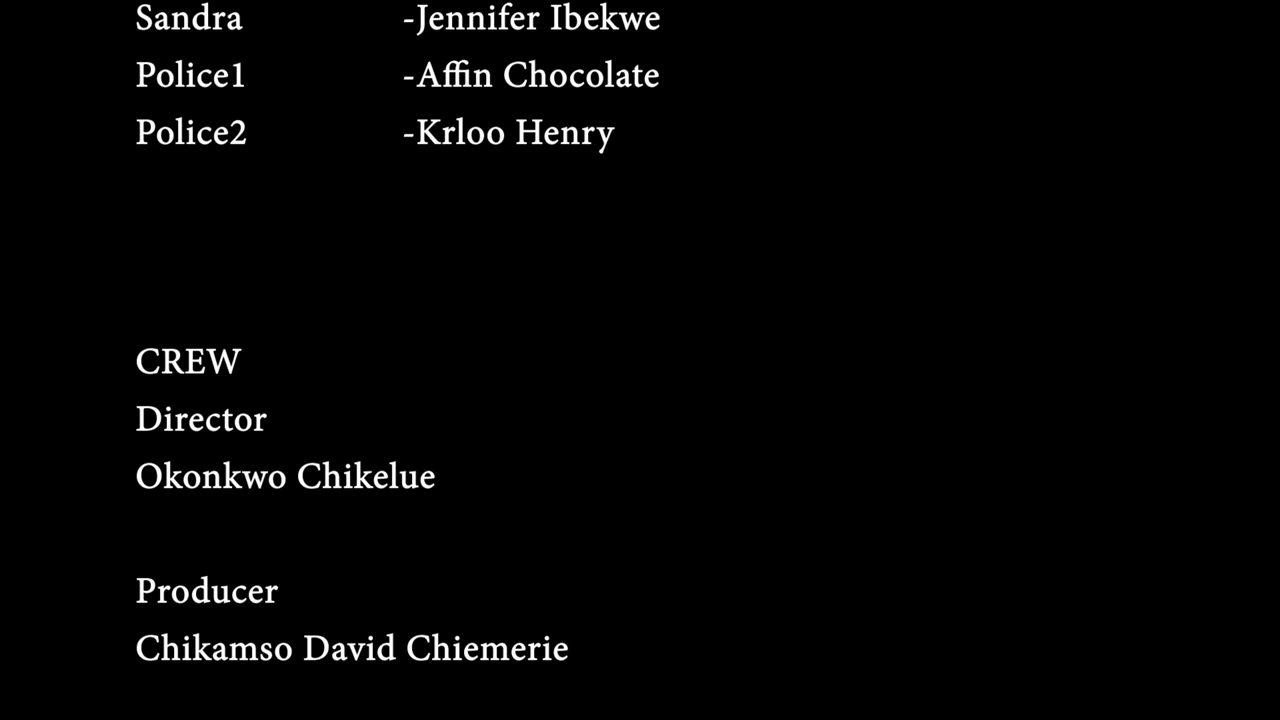 Sandra -Jennifer Ibekwe
Police1 -Affin Chocolate
Police2 -Krloo Henry
CREW
Director
Okonkwo Chikelue
Producer
Chikamso David Chiemerie